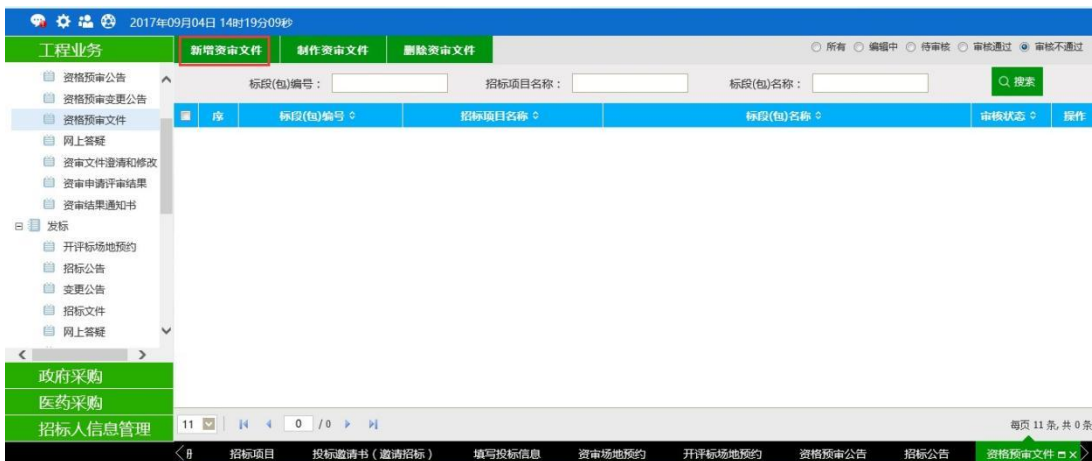 2017年09月04日 14时19分09秒
工程业务
新增资审文件 制作资审文件 删除资审文件
所有 编辑中 待审核 审核通过 审核不通过
标段(包)编号： 招标项目名称： 标段(包)名称： 搜索
序 标段(包)编号 招标项目名称 标段(包)名称 审核状态 操作
资格预审公告
资格预审变更公告
资格预审文件
网上答疑
资审文件澄清和修改
资审申请评审结果
资审结果通知书
发标
开评标场地预约
招标公告
变更公告
招标文件
网上答疑
政府采购
医药采购
招标人信息管理
11 0 / 0 每页 11 条, 共 0 条
招标项目 投标邀请书(邀请招标) 填写投标信息 资审场地预约 开评标场地预约 资格预审公告 招标公告 资格预审文件